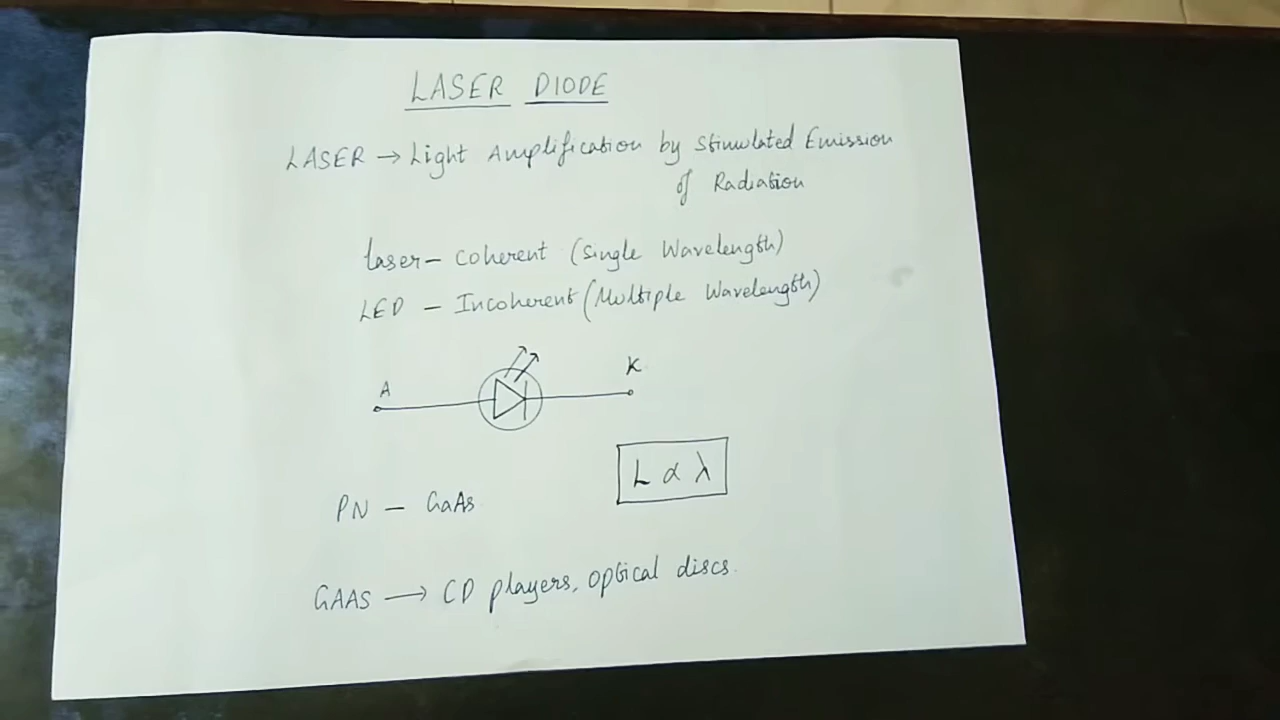 LASER DIODE
LASER → Light Amplification by Stimulated Emission
of Radiation
laser – Coherent (Single Wavelength)
LED – Incoherent (Multiple Wavelength)
A
K
L ∝ λ
PN – GaAs
GAAS → CD players, optical discs.